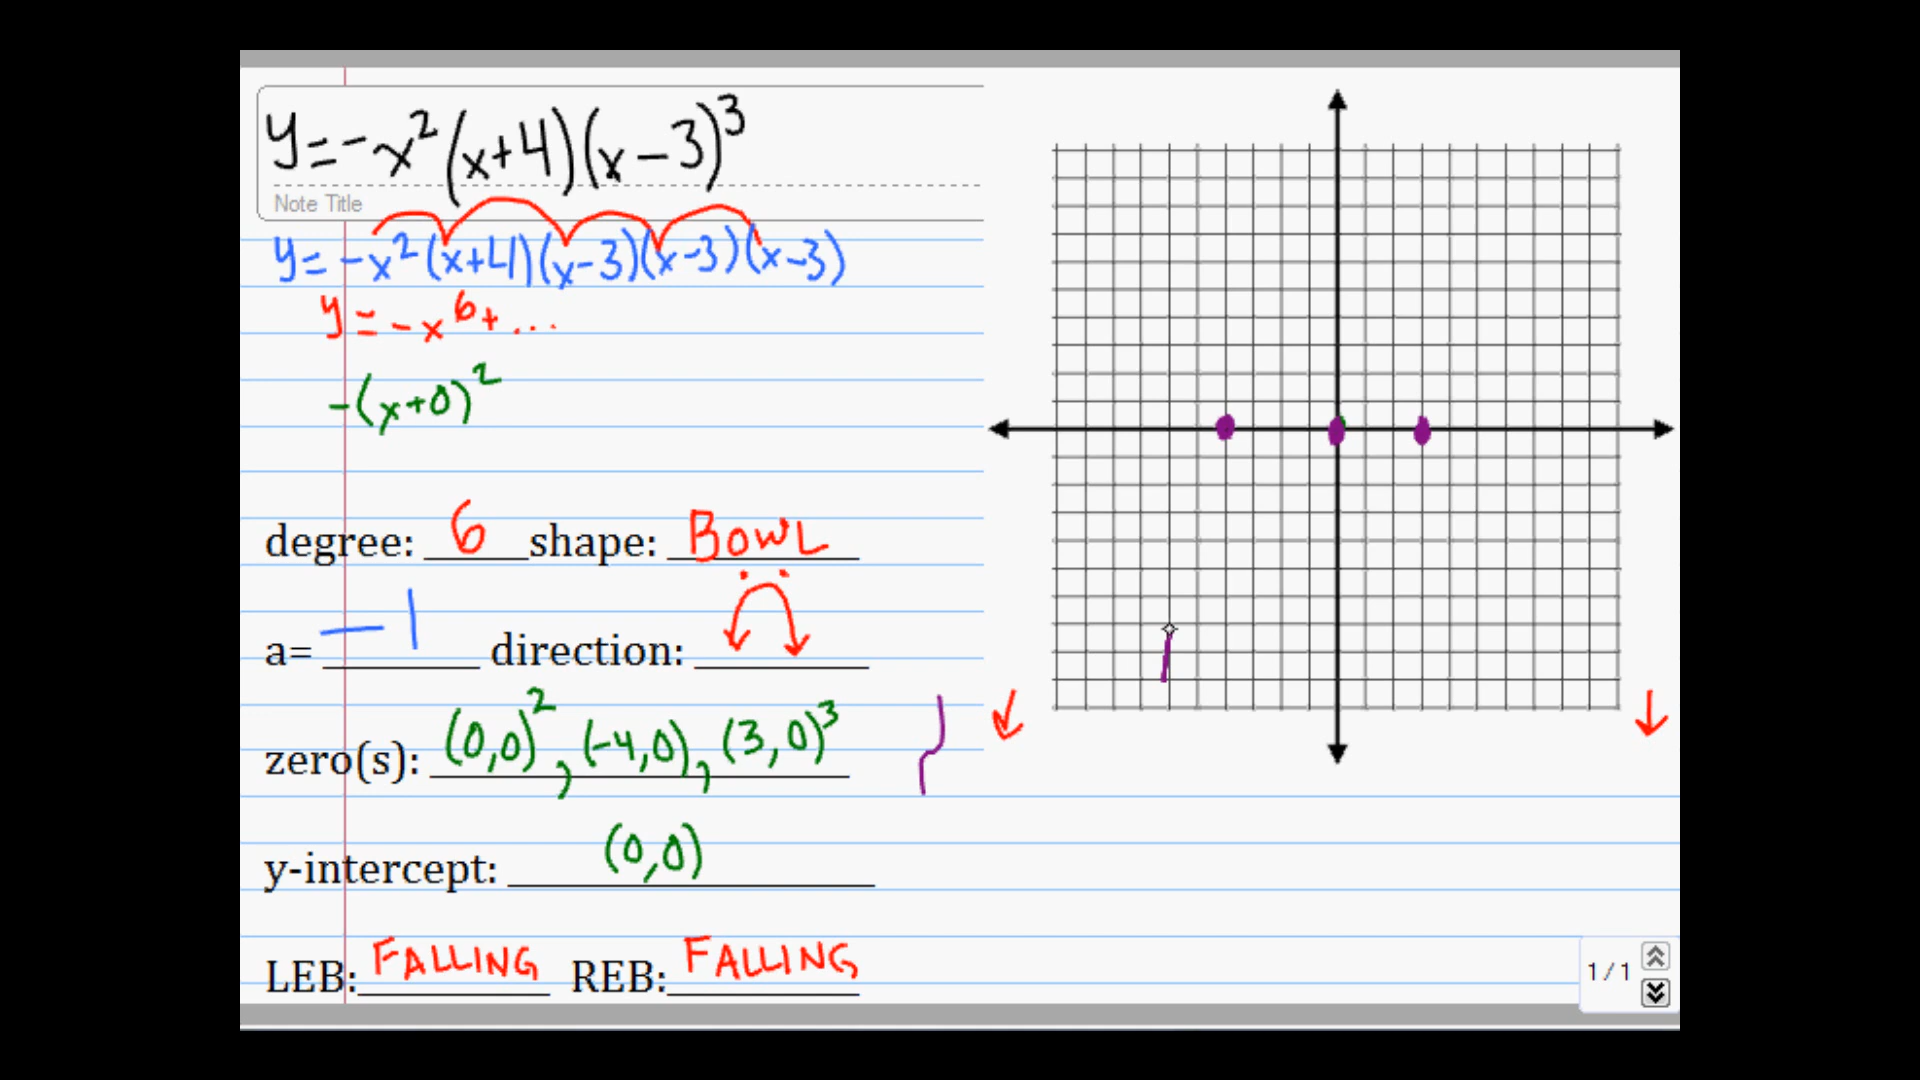 y=-x²(x+4)(x-3)³
Note Title
y=-x²(x+4)(x-3)(x-3)(x-3)
y=-x⁶+...
-(x+0)²
degree: 6 shape: BOWL
a= -1 direction:
zero(s): (0,0)², (-4,0), (3,0)³
y-intercept: (0,0)
LEB: FALLING REB: FALLING
1/1